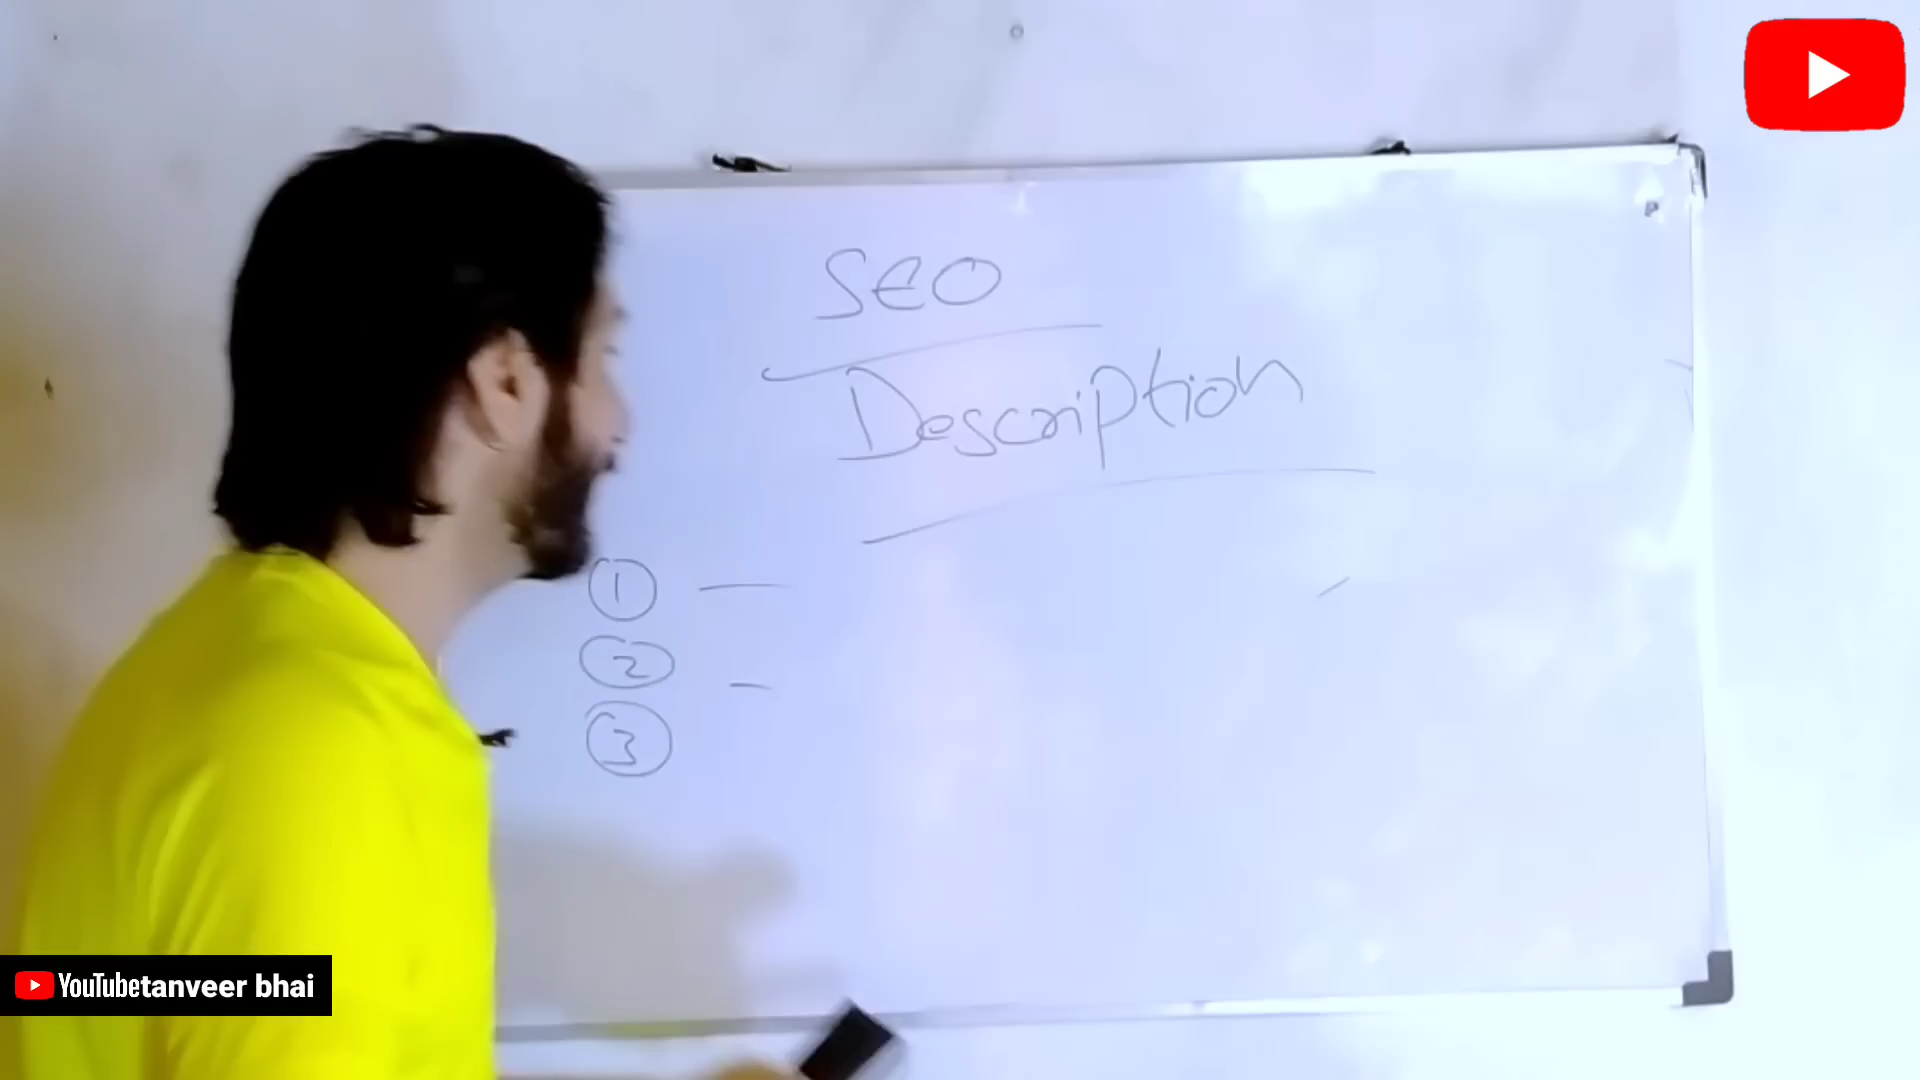 SEO
Description
① —
② —
③
YouTubetanveer bhai